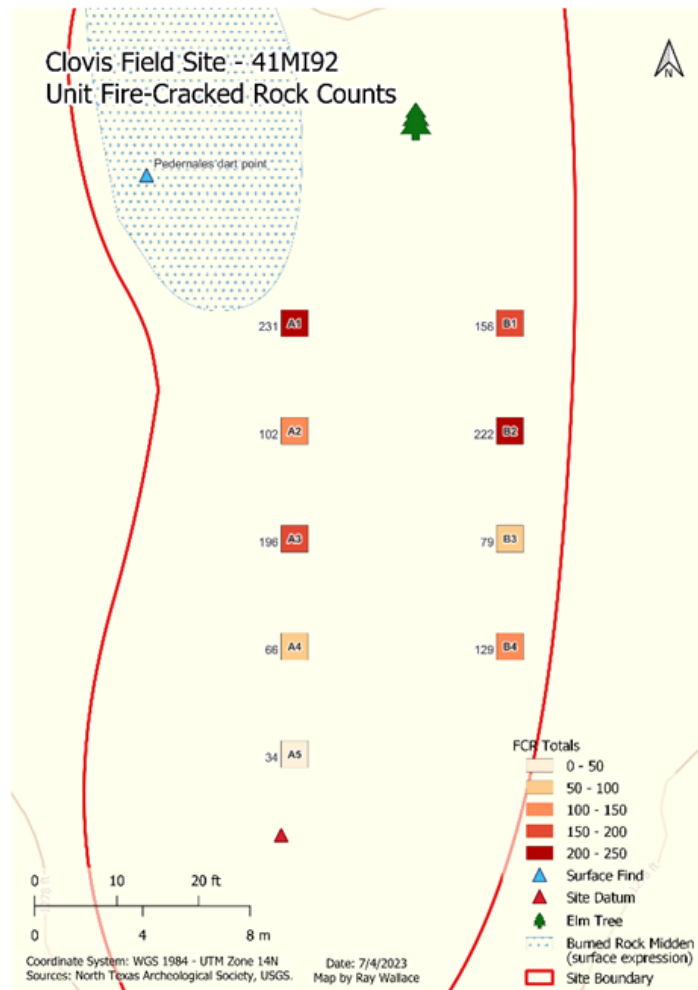 Clovis Field Site - 41MI92
Unit Fire-Cracked Rock Counts
N
Pedernales dart point
231 A1
156 B1
102 A2
222 B2
196 A3
79 B3
66 A4
129 B4
34 A5
FCR Totals
0 - 50
50 - 100
100 - 150
150 - 200
200 - 250
Surface Find
Site Datum
Elm Tree
Burned Rock Midden
(surface expression)
Site Boundary
0 10 20 ft
0 4 8 m
Coordinate System: WGS 1984 - UTM Zone 14N
Sources: North Texas Archeological Society, USGS.
Date: 7/4/2023
Map by Ray Wallace